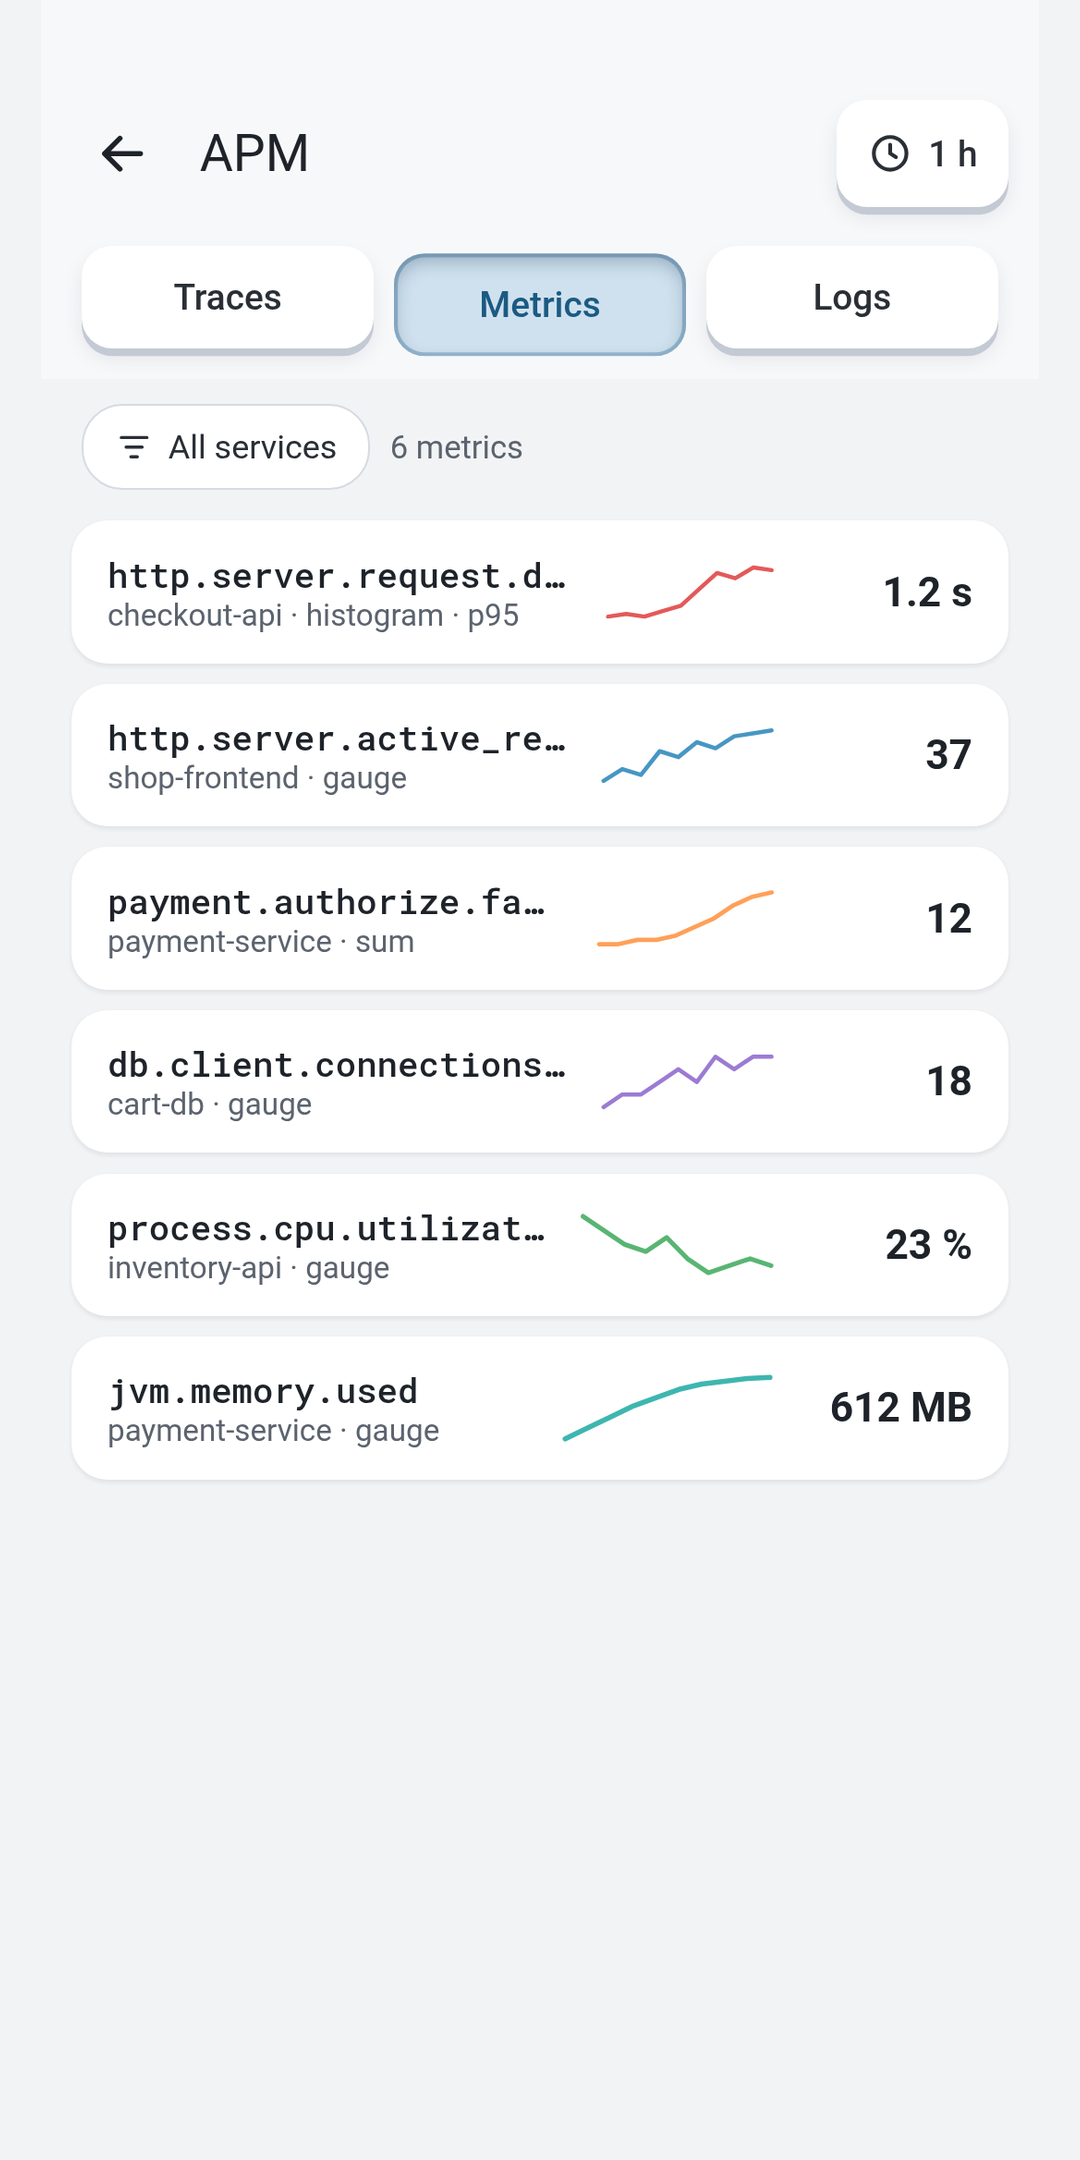 APM
1 h
Traces
Metrics
Logs
All services
6 metrics
http.server.request.d…
checkout-api · histogram · p95
1.2 s
http.server.active_re…
shop-frontend · gauge
37
payment.authorize.fa…
payment-service · sum
12
db.client.connections…
cart-db · gauge
18
process.cpu.utilizat…
inventory-api · gauge
23 %
jvm.memory.used
payment-service · gauge
612 MB